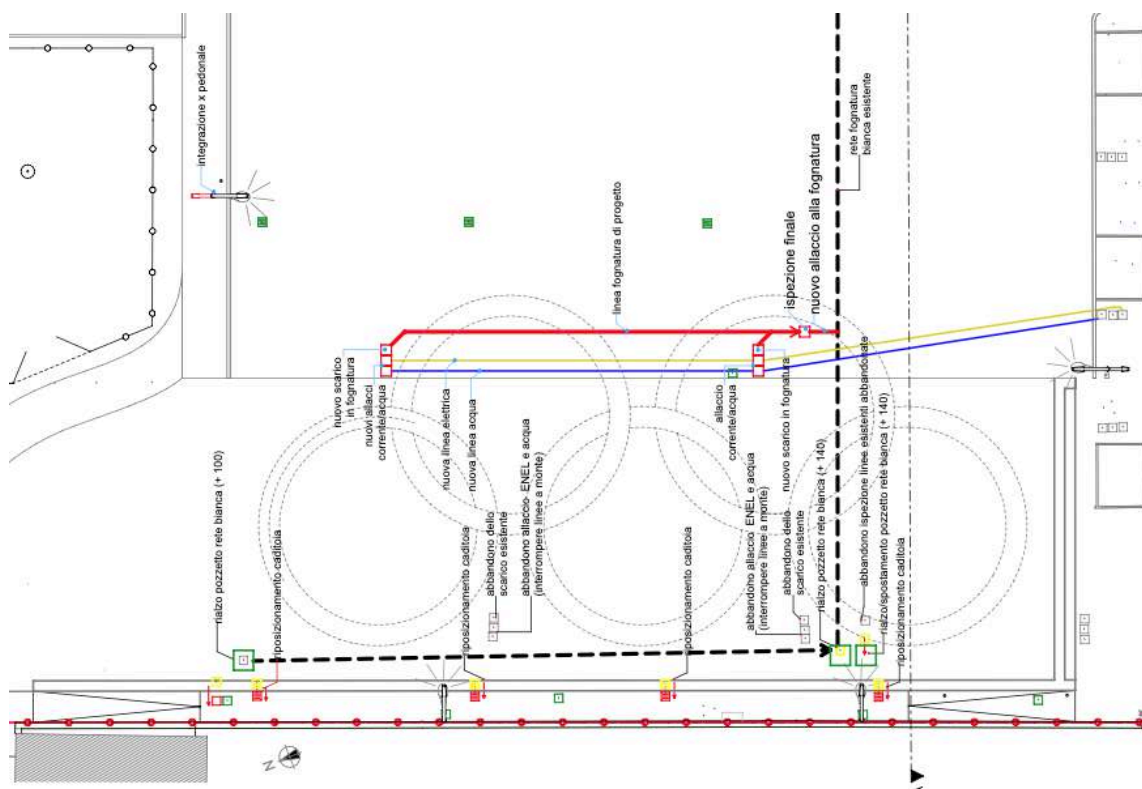 integrazione x pedonale
linea fognatura di progetto
ispezione finale
nuovo allaccio alla fognatura
rete fognatura
bianca esistente
nuovo scarico
in fognatura
nuovi allacci
corrente/acqua
nuova linea elettrica
nuova linea acqua
allaccio
corrente/acqua
nuovo scarico in fognatura
rialzo pozzetto rete bianca (+ 100)
riposizionamento caditoia
riposizionamento caditoia
abbandono dello
scarico esistente
abbandono allaccio ENEL e acqua
(interrompere linee a monte)
riposizionamento caditoia
abbandono allaccio ENEL e acqua
(interrompere linee a monte)
abbandono dello
scarico esistente
rialzo pozzetto rete bianca (+ 140)
abbandono ispezione linee esistenti abbandonate
rialzo/spostamento pozzetto rete bianca (+ 140)
riposizionamento caditoia
N